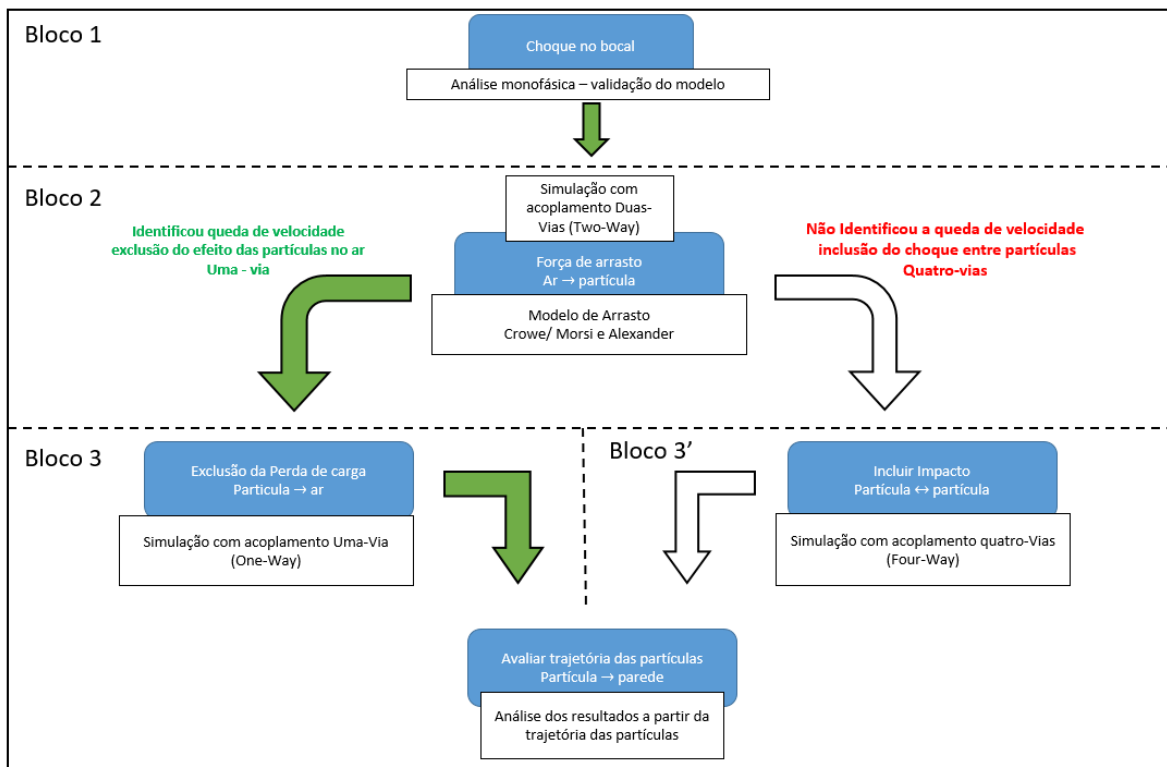 Bloco 1
Choque no bocal
Análise monofásica – validação do modelo
Bloco 2
Simulação com
acoplamento Duas-
Vias (Two-Way)
Identificou queda de velocidade
exclusão do efeito das partículas no ar
Uma - via
Não Identificou a queda de velocidade
inclusão do choque entre partículas
Quatro-vias
Força de arrasto
Ar → partícula
Modelo de Arrasto
Crowe/ Morsi e Alexander
Bloco 3
Exclusão da Perda de carga
Particula → ar
Simulação com acoplamento Uma-Via
(One-Way)
Bloco 3’
Incluir Impacto
Partícula ↔ partícula
Simulação com acoplamento quatro-Vias
(Four-Way)
Avaliar trajetória das partículas
Partícula → parede
Análise dos resultados a partir da
trajetória das partículas